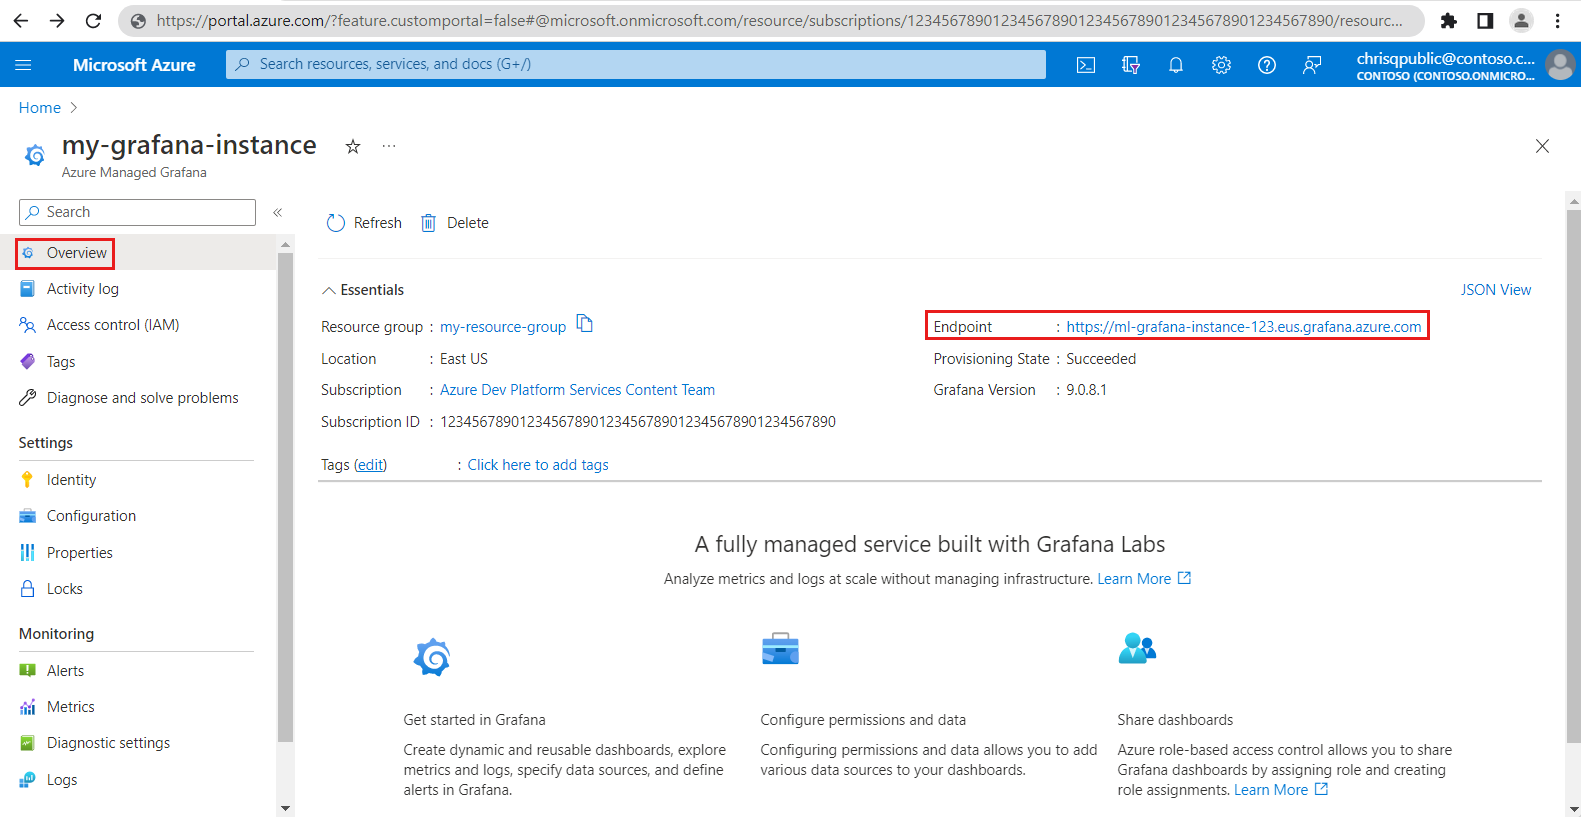 https://portal.azure.com/?feature.customportal=false#@microsoft.onmicrosoft.com/resource/subscriptions/1234567890123456789012345678901234567890/resourc...
Microsoft Azure
Search resources, services, and docs (G+/)
chrisqpublic@contoso.c...
CONTOSO (CONTOSO.ONMICRO...
Home
my-grafana-instance
Azure Managed Grafana
Search
Refresh
Delete
Overview
Activity log
Access control (IAM)
Tags
Diagnose and solve problems
Settings
Identity
Configuration
Properties
Locks
Monitoring
Alerts
Metrics
Diagnostic settings
Logs
Essentials
JSON View
Resource group : my-resource-group
Location : East US
Subscription : Azure Dev Platform Services Content Team
Subscription ID : 1234567890123456789012345678901234567890
Tags (edit) : Click here to add tags
Endpoint : https://ml-grafana-instance-123.eus.grafana.azure.com
Provisioning State : Succeeded
Grafana Version : 9.0.8.1
A fully managed service built with Grafana Labs
Analyze metrics and logs at scale without managing infrastructure. Learn More
Get started in Grafana
Create dynamic and reusable dashboards, explore
metrics and logs, specify data sources, and define
alerts in Grafana.
Configure permissions and data
Configuring permissions and data allows you to add
various data sources to your dashboards.
Share dashboards
Azure role-based access control allows you to share
Grafana dashboards by assigning role and creating
role assignments. Learn More